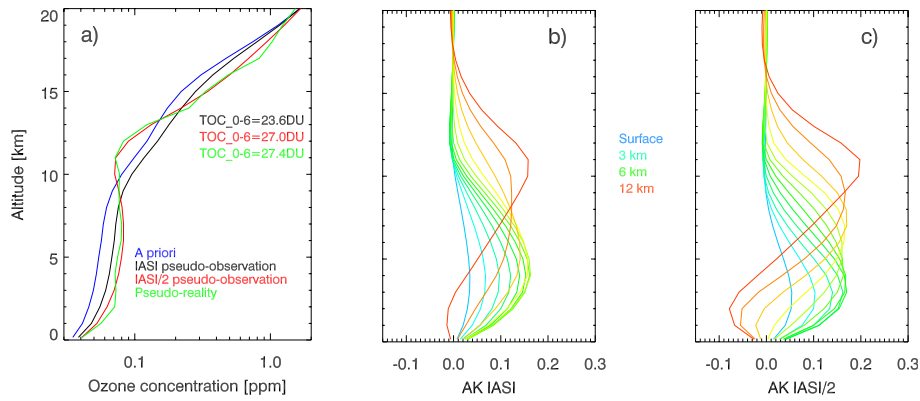 a)
20
15
10
5
0
Altitude [km]
TOC_0-6=23.6DU
TOC_0-6=27.0DU
TOC_0-6=27.4DU
A priori
IASI pseudo-observation
IASI/2 pseudo-observation
Pseudo-reality
0.1
1.0
Ozone concentration [ppm]
b)
-0.1
0.0
0.1
0.2
0.3
AK IASI
Surface
3 km
6 km
12 km
c)
-0.1
0.0
0.1
0.2
0.3
AK IASI/2